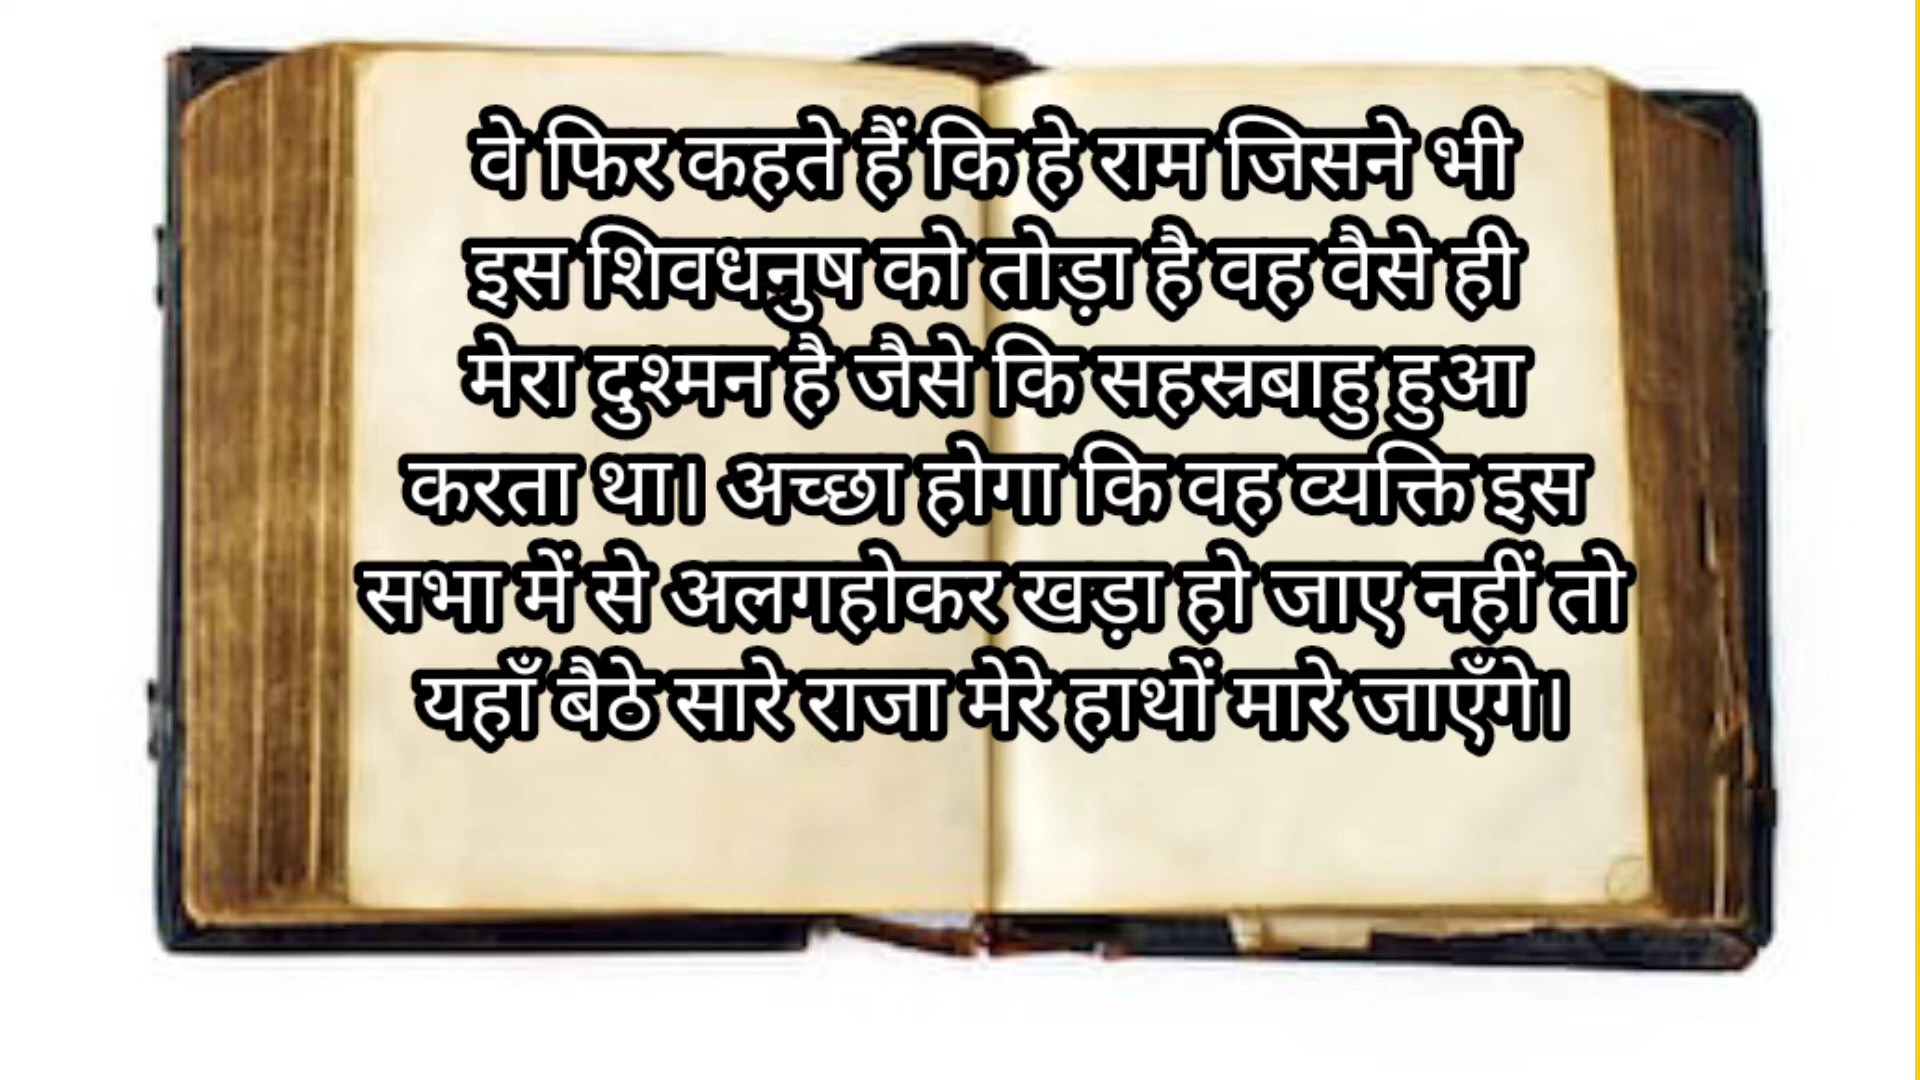 वे फिर कहते हैं कि हे राम जिसने भी
इस शिवधनुष को तोड़ा है वह वैसे ही
मेरा दुश्मन है जैसे कि सहस्रबाहु हुआ
करता था। अच्छा होगा कि वह व्यक्ति इस
सभा में से अलगहोकर खड़ा हो जाए नहीं तो
यहाँ बैठे सारे राजा मेरे हाथों मारे जाएँगे।